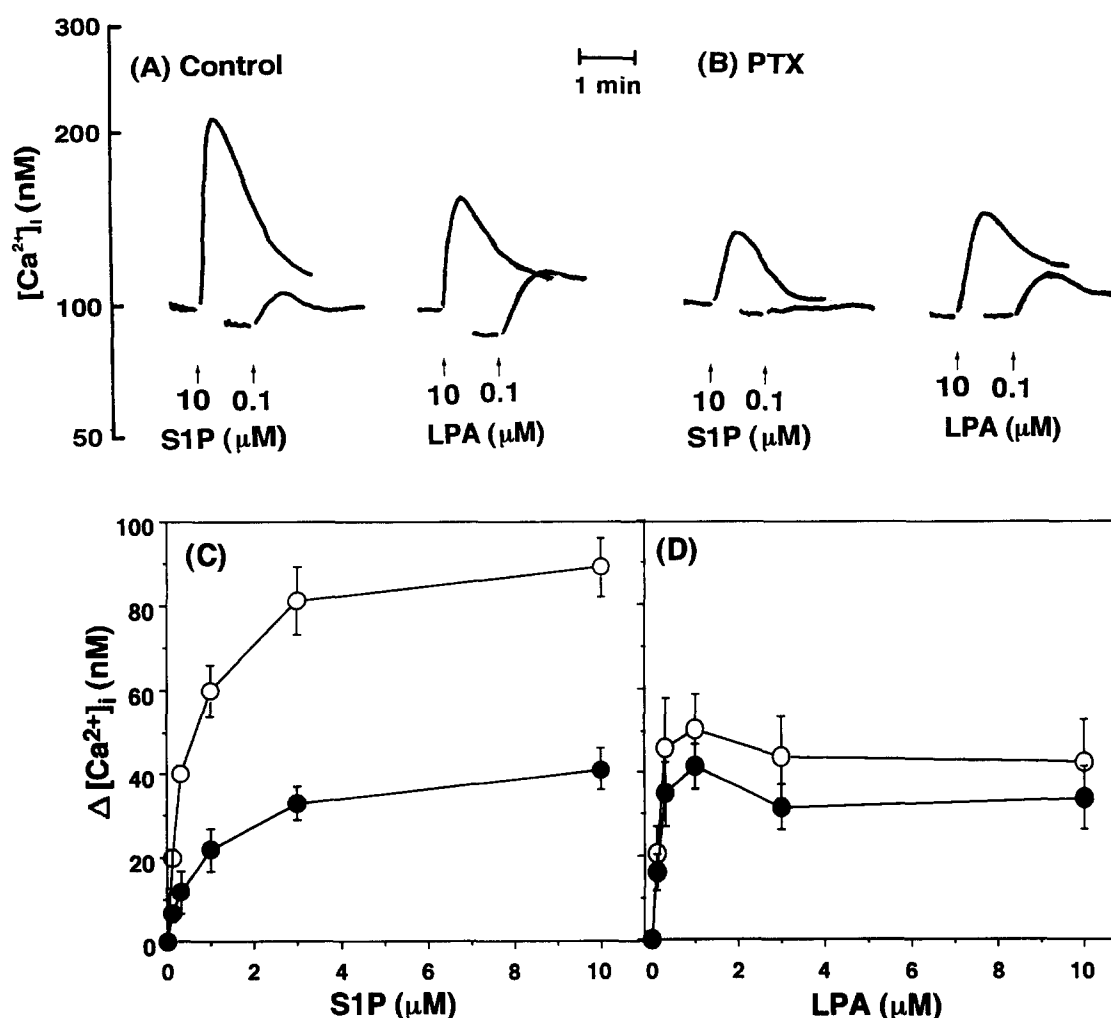 300
(A) Control
(B) PTX
1 min
200
[Ca²⁺]ᵢ (nM)
100
50
10 0.1
S1P (μM)
10 0.1
LPA (μM)
10 0.1
S1P (μM)
10 0.1
LPA (μM)
100
(C)
(D)
80
60
40
20
0
Δ [Ca²⁺]ᵢ (nM)
0 2 4 6 8 10
S1P (μM)
0 2 4 6 8 10
LPA (μM)